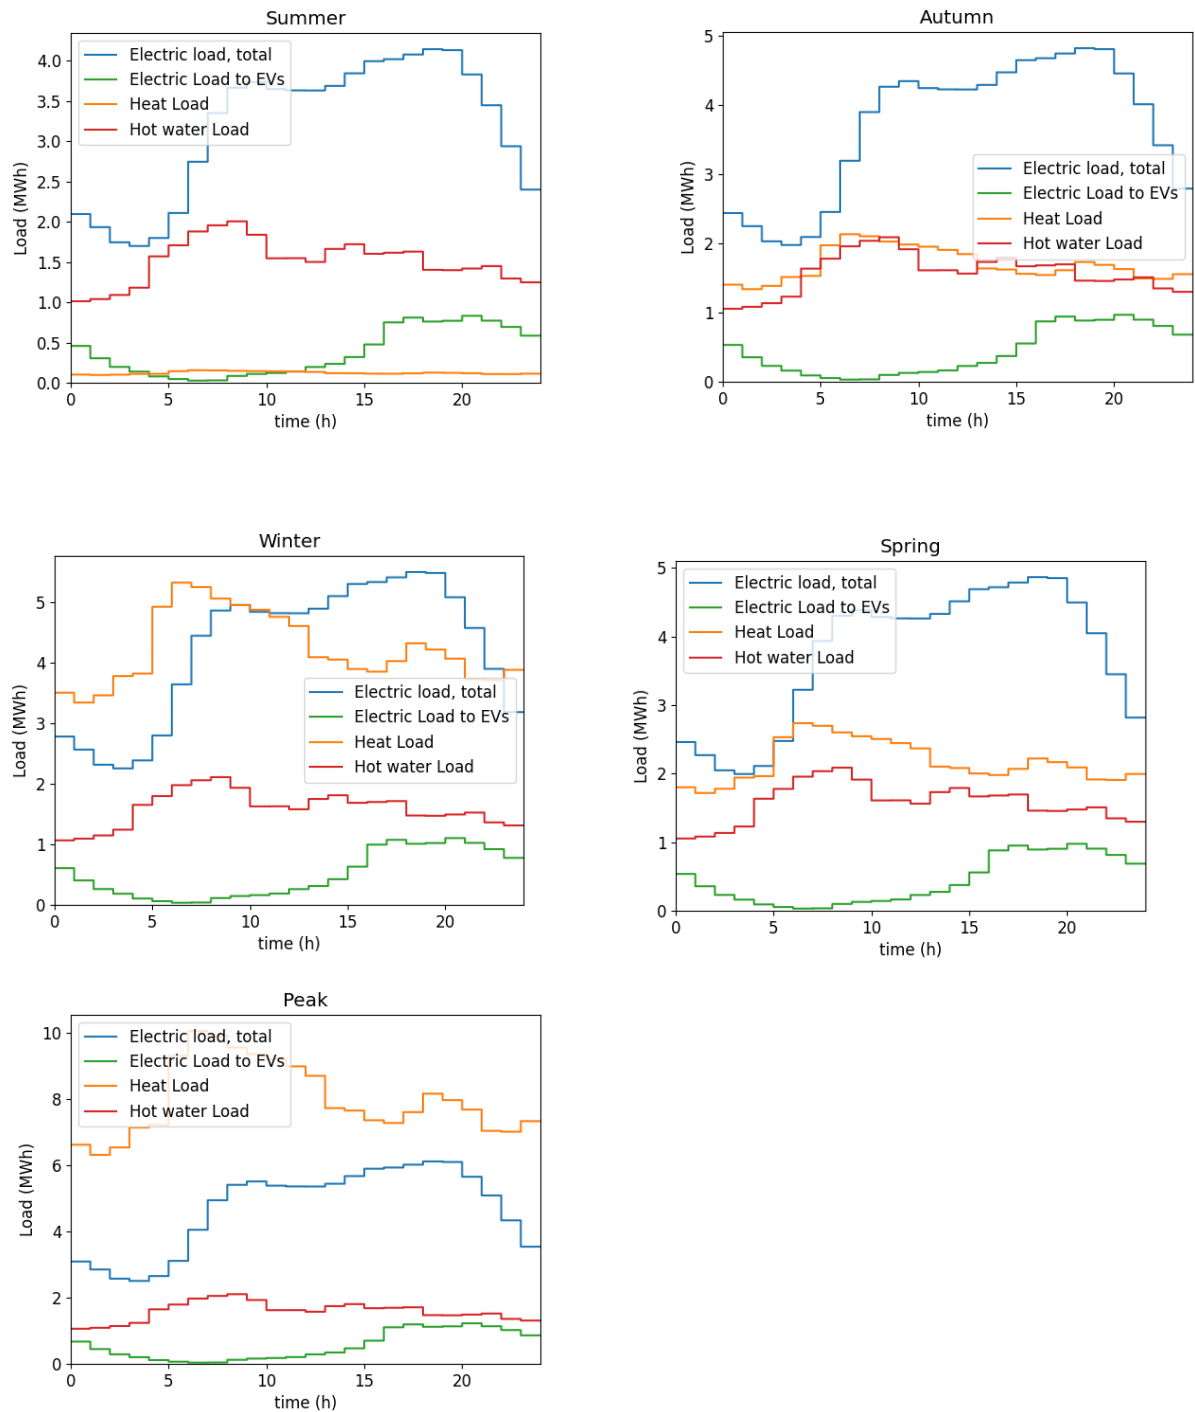 Summer
Electric load, total
Electric Load to EVs
Heat Load
Hot water Load
Load (MWh)
4.0
3.5
3.0
2.5
2.0
1.5
1.0
0.5
0.0
0 5 10 15 20
time (h)
Autumn
Electric load, total
Electric Load to EVs
Heat Load
Hot water Load
Load (MWh)
5
4
3
2
1
0
0 5 10 15 20
time (h)
Winter
Electric load, total
Electric Load to EVs
Heat Load
Hot water Load
Load (MWh)
5
4
3
2
1
0
0 5 10 15 20
time (h)
Spring
Electric load, total
Electric Load to EVs
Heat Load
Hot water Load
Load (MWh)
5
4
3
2
1
0
0 5 10 15 20
time (h)
Peak
Electric load, total
Electric Load to EVs
Heat Load
Hot water Load
Load (MWh)
10
8
6
4
2
0
0 5 10 15 20
time (h)